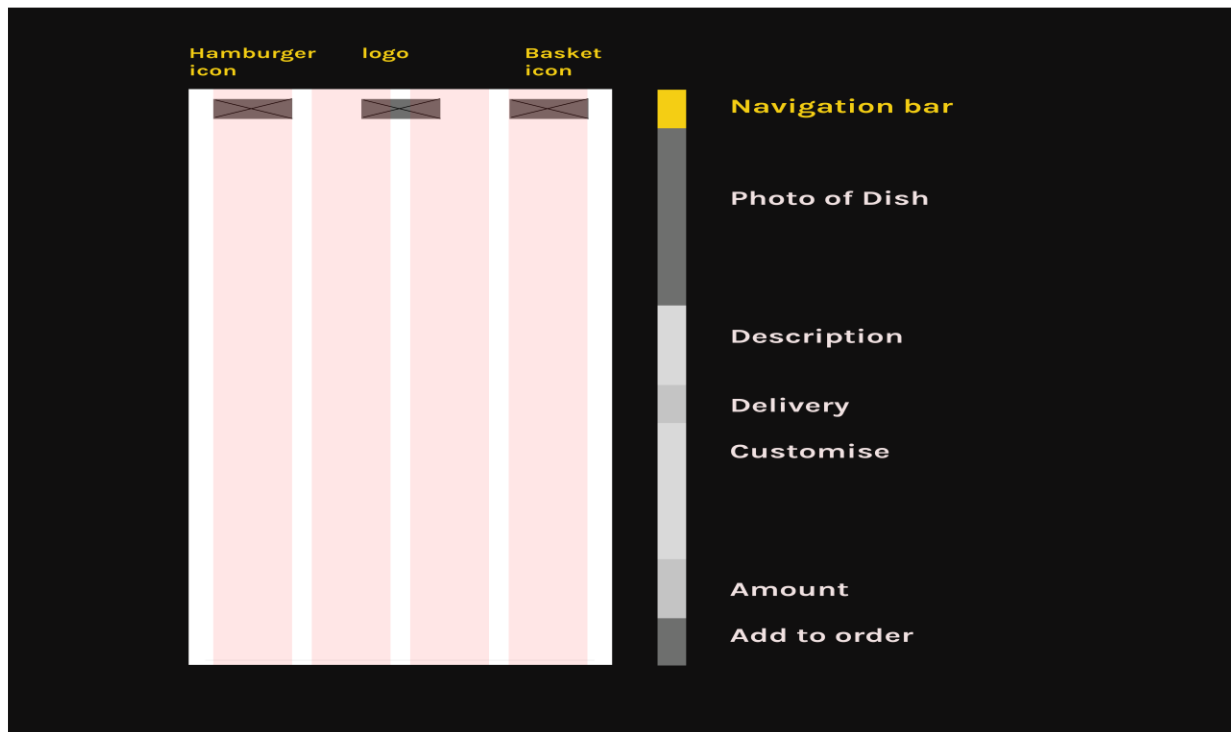 Hamburger
icon
logo
Basket
icon
Navigation bar
Photo of Dish
Description
Delivery
Customise
Amount
Add to order